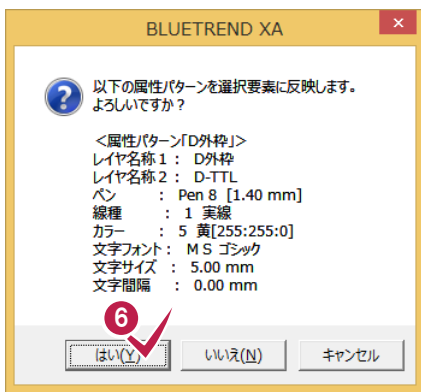 BLUETREND XA
以下の属性パターンを選択要素に反映します。
よろしいですか？
＜属性パターン「D外枠」＞
レイヤ名称１： D外枠
レイヤ名称２： D-TTL
ペン ： Pen 8 [1.40 mm]
線種 ： 1 実線
カラー ： 5 黄[255:255:0]
文字フォント： ＭＳ ゴシック
文字サイズ ： 5.00 mm
文字間隔 ： 0.00 mm
6
はい(Y)
いいえ(N)
キャンセル